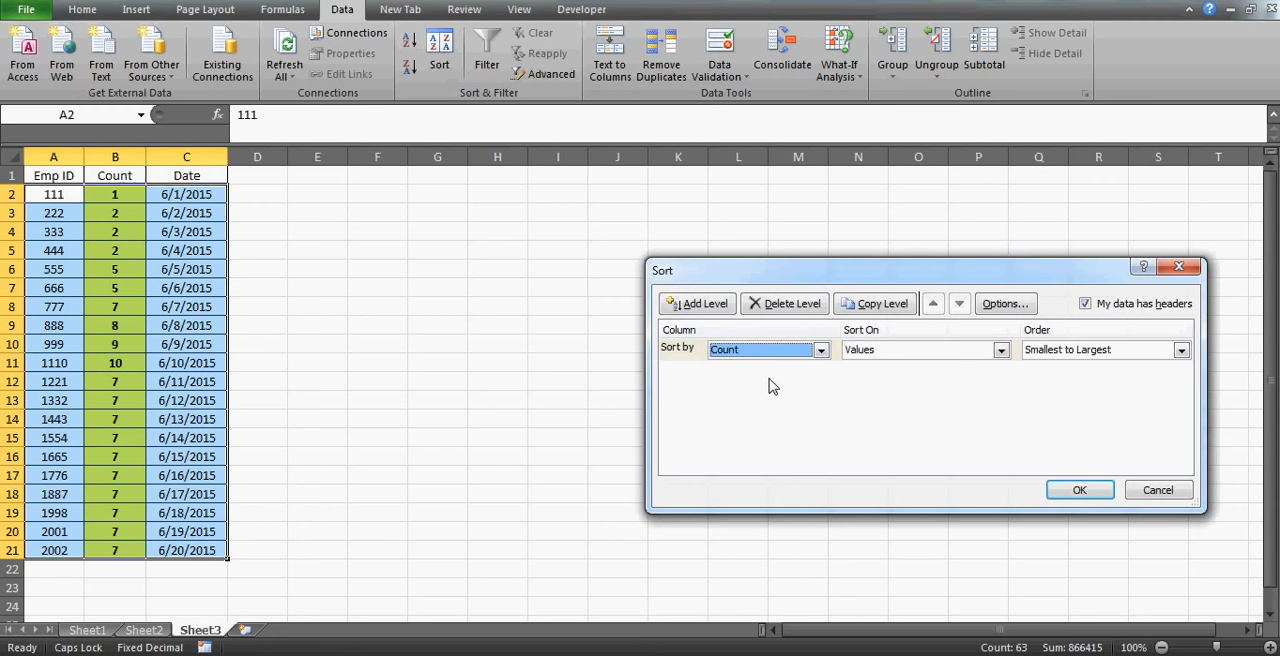 File Home Insert Page Layout Formulas Data New Tab Review View Developer
Connections Clear Show Detail
Properties Reapply Hide Detail
Edit Links Advanced
From Access From Web From Text From Other Sources Existing Connections Refresh All Sort Filter Text to Columns Remove Duplicates Data Validation Consolidate What-If Analysis Group Ungroup Subtotal
Get External Data Connections Sort & Filter Data Tools Outline
A2 fx 111
A B C D E F G H I J K L M N O P Q R S T
1 Emp ID Count Date
2 111 1 6/1/2015
3 222 2 6/2/2015
4 333 2 6/3/2015
5 444 2 6/4/2015
6 555 5 6/5/2015
7 666 5 6/6/2015
8 777 7 6/7/2015
9 888 8 6/8/2015
10 999 9 6/9/2015
11 1110 10 6/10/2015
12 1221 7 6/11/2015
13 1332 7 6/12/2015
14 1443 7 6/13/2015
15 1554 7 6/14/2015
16 1665 7 6/15/2015
17 1776 7 6/16/2015
18 1887 7 6/17/2015
19 1998 7 6/18/2015
20 2001 7 6/19/2015
21 2002 7 6/20/2015
22
23
24
Sort
Add Level Delete Level Copy Level Options... My data has headers
Column Sort On Order
Sort by Count Values Smallest to Largest
OK Cancel
Sheet1 Sheet2 Sheet3
Ready Caps Lock Fixed Decimal Count: 63 Sum: 866415 100%